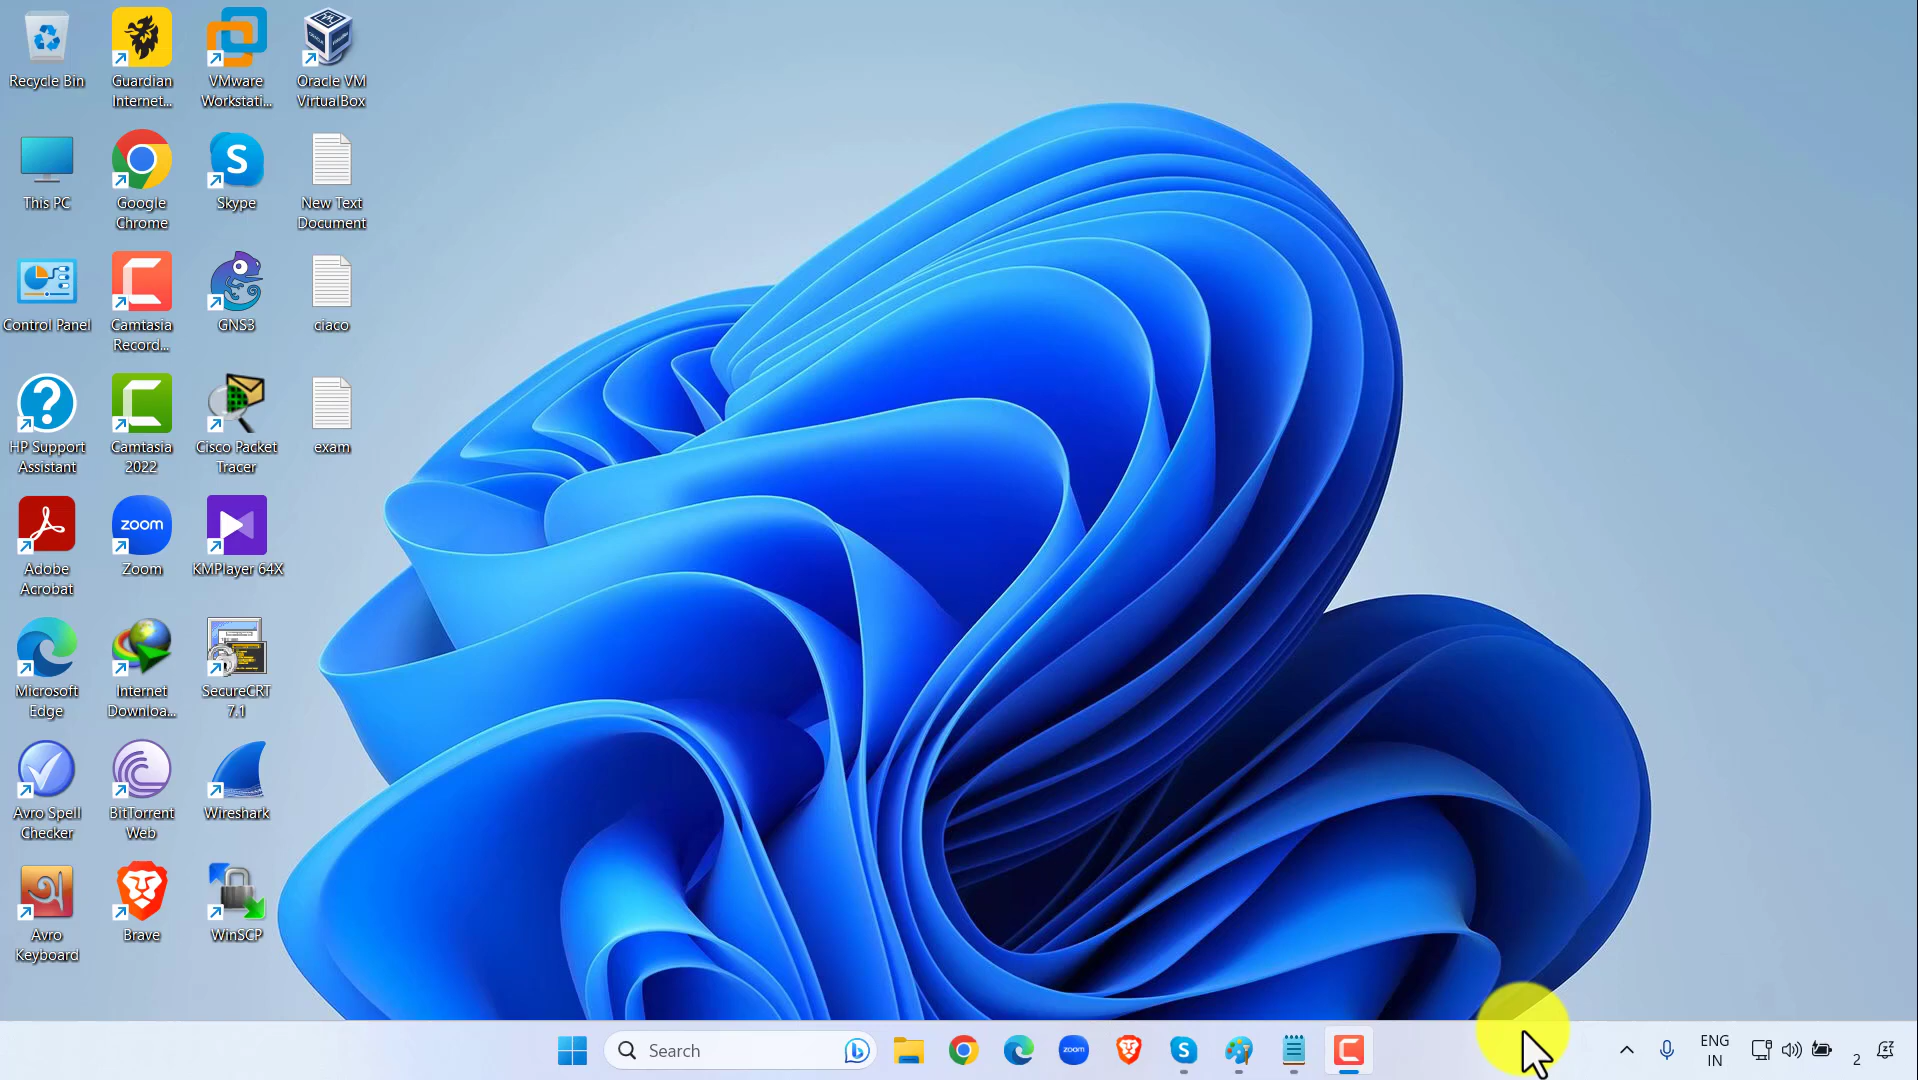 Recycle Bin
Guardian
Internet...
VMware
Workstati...
Oracle VM
VirtualBox
This PC
Google
Chrome
S
Skype
New Text
Document
Control Panel
Camtasia
Record...
GNS3
ciaco
HP Support
Assistant
Camtasia
2022
Cisco Packet
Tracer
exam
Adobe
Acrobat
zoom
Zoom
KMPlayer 64X
Microsoft
Edge
Internet
Downloa...
SecureCRT
7.1
Avro Spell
Checker
BitTorrent
Web
Wireshark
Avro
Keyboard
Brave
WinSCP
Search
zoom
S
ENG
IN
2